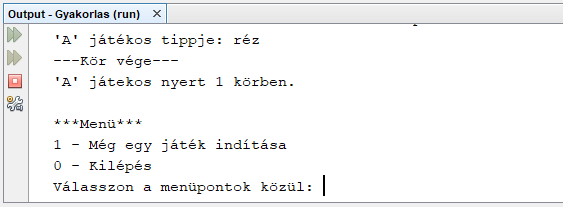 Output - Gyakorlas (run)
'A' játékos tippje: réz
---Kör vége---
'A' játekos nyert 1 körben.
***Menü***
1 - Még egy játék indítása
0 - Kilépés
Válasszon a menüpontok közül: